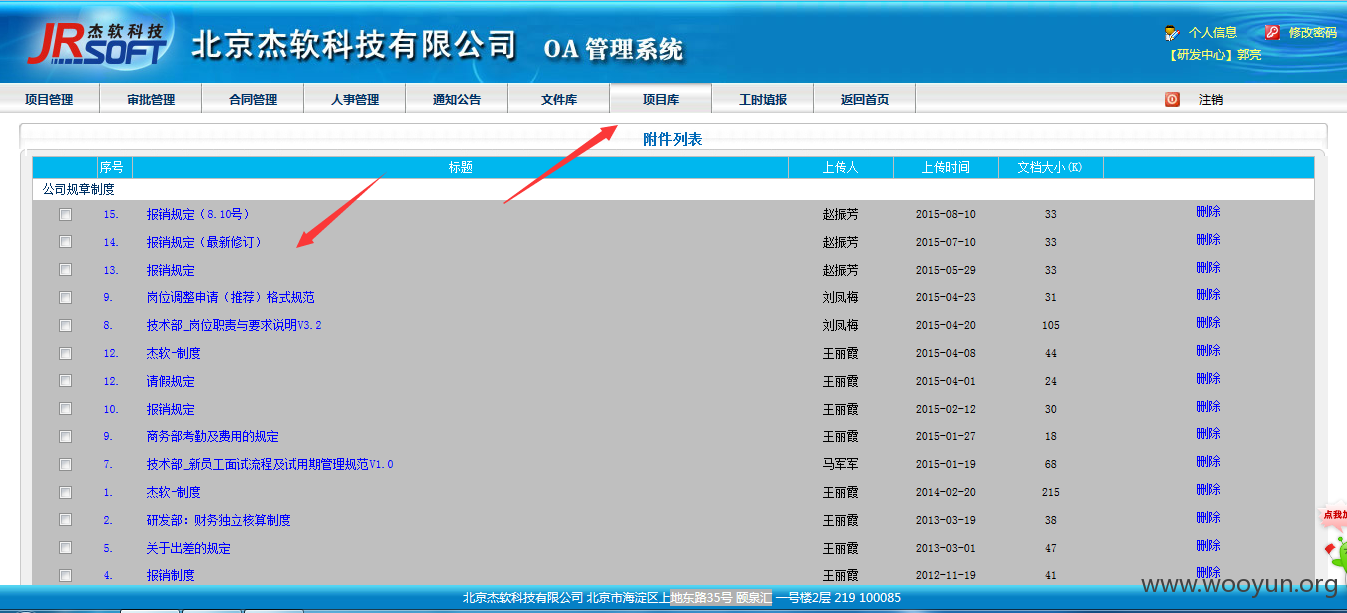 JRSOFT 杰软科技
北京杰软科技有限公司 OA 管理系统
个人信息 修改密码
【研发中心】郭亮
项目管理 审批管理 合同管理 人事管理 通知公告 文件库 项目库 工时填报 返回首页 注销
附件列表
序号 标题 上传人 上传时间 文档大小(K)
公司规章制度
15. 报销规定（8.10号） 赵振芳 2015-08-10 33 删除
14. 报销规定（最新修订） 赵振芳 2015-07-10 33 删除
13. 报销规定 赵振芳 2015-05-29 33 删除
9. 岗位调整申请（推荐）格式规范 刘凤梅 2015-04-23 31 删除
8. 技术部_岗位职责与要求说明V3.2 刘凤梅 2015-04-20 105 删除
12. 杰软-制度 王丽霞 2015-04-08 44 删除
12. 请假规定 王丽霞 2015-04-01 24 删除
10. 报销规定 王丽霞 2015-02-12 30 删除
9. 商务部考勤及费用的规定 王丽霞 2015-01-27 18 删除
7. 技术部_新员工面试流程及试用期管理规范V1.0 马军军 2015-01-19 68 删除
1. 杰软-制度 王丽霞 2014-02-20 215 删除
2. 研发部：财务独立核算制度 王丽霞 2013-03-19 38 删除
5. 关于出差的规定 王丽霞 2013-03-01 47 删除
4. 报销制度 王丽霞 2012-11-19 41 删除
点我加
www.wooyun.org
北京杰软科技有限公司 北京市海淀区上地东路35号 颐泉汇 一号楼2层 219 100085